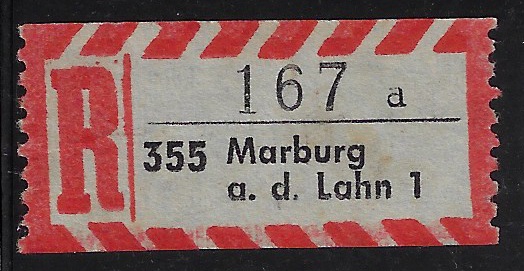 R
167 a
355 Marburg
a. d. Lahn 1